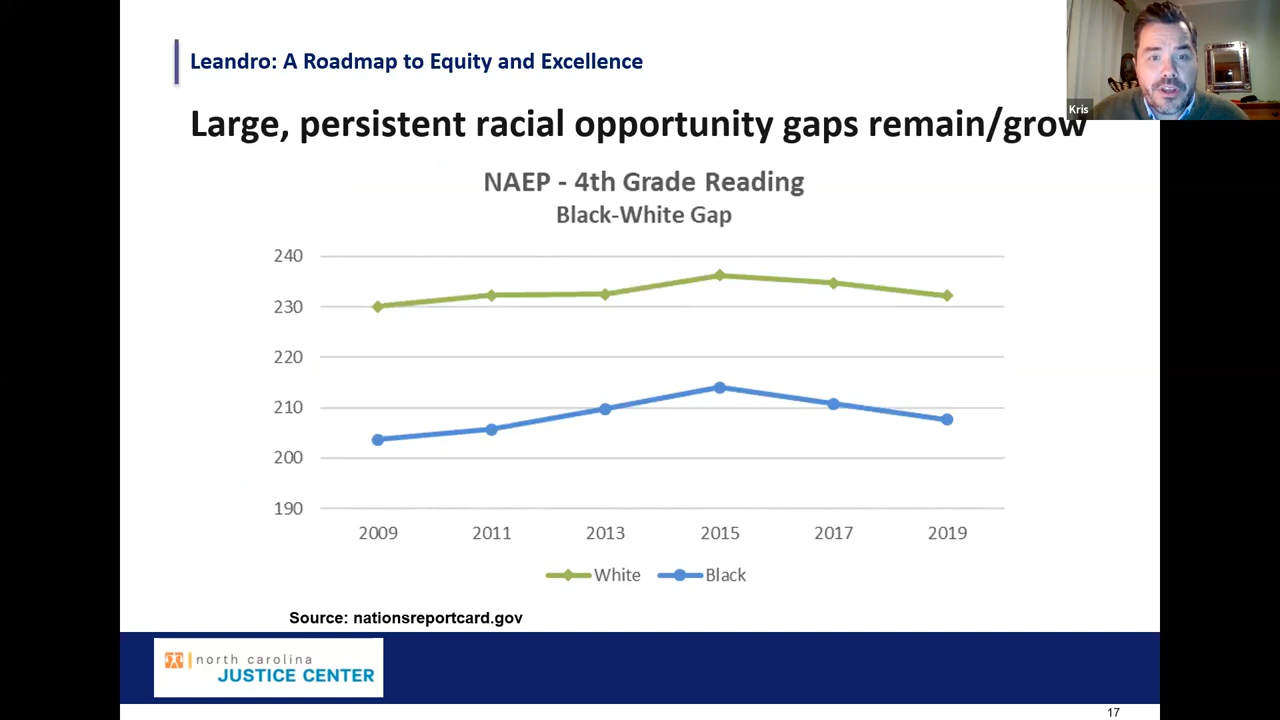 Leandro: A Roadmap to Equity and Excellence
Kris
Large, persistent racial opportunity gaps remain/grow
NAEP - 4th Grade Reading
Black-White Gap
240
230
220
210
200
190
2009 2011 2013 2015 2017 2019
White Black
Source: nationsreportcard.gov
north carolina
JUSTICE CENTER
17